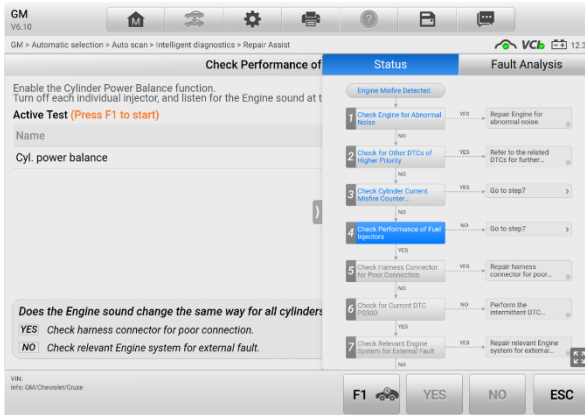 GM
V6.10
GM > Automatic selection > Auto scan > Intelligent diagnostics > Repair Assist
VCI 12.3
Check Performance of
Status
Fault Analysis
Enable the Cylinder Power Balance function.
Turn off each individual injector, and listen for the Engine sound at t
Active Test (Press F1 to start)
Name
Cyl. power balance
Does the Engine sound change the same way for all cylinders
YES Check harness connector for poor connection.
NO Check relevant Engine system for external fault.
Engine Misfire Detected
1 Check Engine for Abnormal
Noise
YES
Repair Engine for
abnormal noise.
NO
2 Check for Other DTCs of
Higher Priority
YES
Refer to the related
DTCs for further...
NO
3 Check Cylinder Current
Misfire Counter...
YES
Go to step7 >
NO
4 Check Performance of Fuel
Injectors
NO
Go to step7 >
YES
5 Check Harness Connector
for Poor Connection
YES
Repair harness
connector for poor...
NO
6 Check for Current DTC
P0300
NO
Perform the
intermittent DTC...
YES
7 Check Relevant Engine
System for External Fault
YES
Repair relevant Engine
system for external...
NO
VIN:
Info: GM/Chevrolet/Cruze
F1
YES
NO
ESC